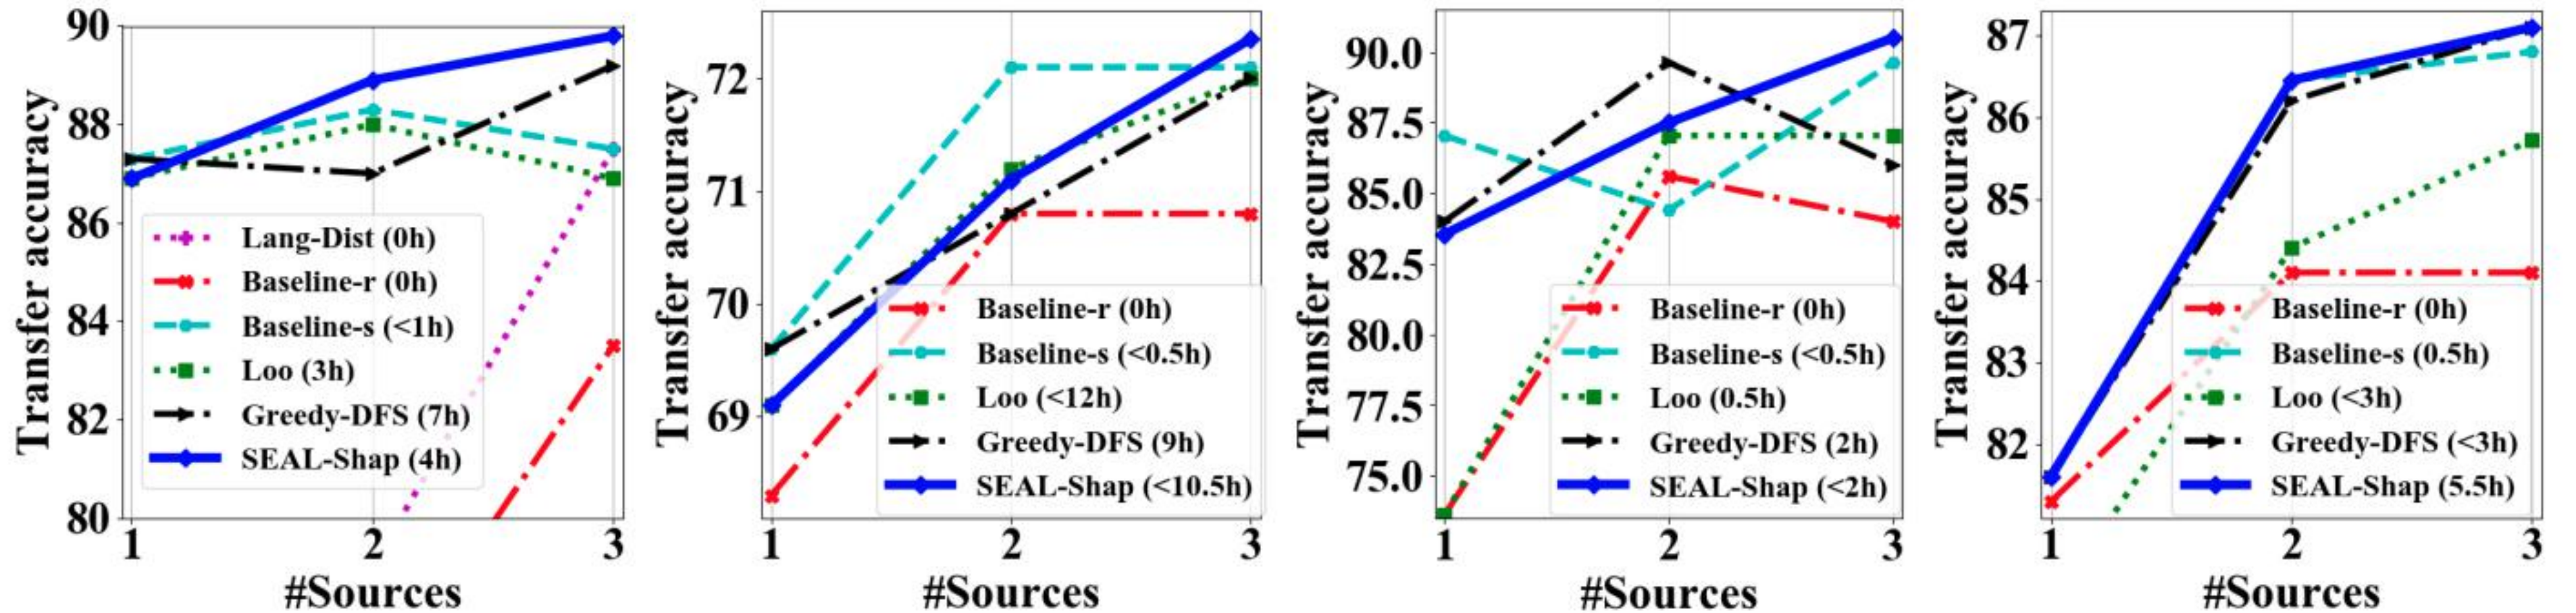 Transfer accuracy
90
88
86
84
82
80
Lang-Dist (0h)
Baseline-r (0h)
Baseline-s (<1h)
Loo (3h)
Greedy-DFS (7h)
SEAL-Shap (4h)
1 2 3
#Sources
Transfer accuracy
72
71
70
69
Baseline-r (0h)
Baseline-s (<0.5h)
Loo (<12h)
Greedy-DFS (9h)
SEAL-Shap (<10.5h)
1 2 3
#Sources
Transfer accuracy
90.0
87.5
85.0
82.5
80.0
77.5
75.0
Baseline-r (0h)
Baseline-s (<0.5h)
Loo (0.5h)
Greedy-DFS (2h)
SEAL-Shap (<2h)
1 2 3
#Sources
Transfer accuracy
87
86
85
84
83
82
Baseline-r (0h)
Baseline-s (0.5h)
Loo (<3h)
Greedy-DFS (<3h)
SEAL-Shap (5.5h)
1 2 3
#Sources